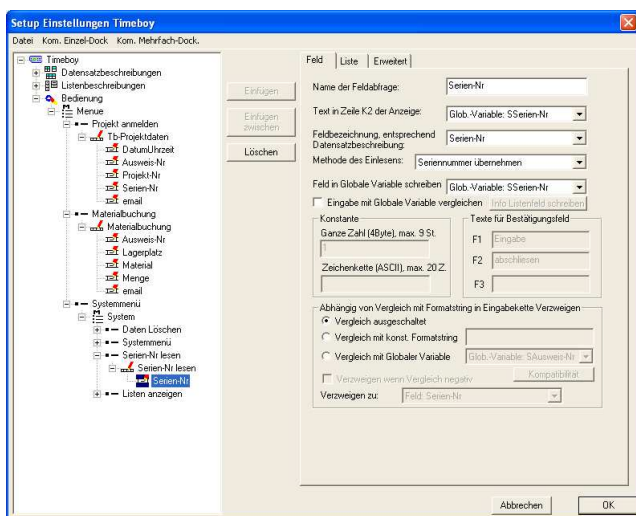 Setup Einstellungen Timeboy
Datei Kom. Einzel-Dock Kom. Mehrfach-Dock.
Timeboy
Datensatzbeschreibungen
Listenbeschreibungen
Bedienung
Menue
Projekt anmelden
Tb-Projektdaten
DatumUhrzeit
Ausweis-Nr
Projekt-Nr
Serien-Nr
email
Materialbuchung
Materialbuchung
Ausweis-Nr
Lagerplatz
Material
Menge
email
Systemmenü
System
Daten Löschen
Systemmenü
Serien-Nr lesen
Serien-Nr lesen
Serien-Nr
Listen anzeigen
Einfügen
Einfügen
zwischen
Löschen
Feld Liste Erweitert
Name der Feldabfrage: Serien-Nr
Text in Zeile K2 der Anzeige: Glob.-Variable: SSerien-Nr
Feldbezeichnung, entsprechend
Datensatzbeschreibung: Serien-Nr
Methode des Einlesens: Seriennummer übernehmen
Feld in Globale Variable schreiben Glob.-Variable: SSerien-Nr
Eingabe mit Globale Variable vergleichen Info Listenfeld schreiben
Konstante
Ganze Zahl (4Byte), max. 9 St.
1
Zeichenkette (ASCII), max. 20 Z.
Texte für Bestätigungsfeld
F1 Eingabe
F2 abschliesen
F3
Abhängig von Vergleich mit Formatstring in Eingabekette Verzweigen
Vergleich ausgeschaltet
Vergleich mit konst. Formatstring
Vergleich mit Globaler Variable Glob.-Variable: SAusweis-Nr
Verzweigen wenn Vergleich negativ Kompatibilität
Verzweigen zu: Feld: Serien-Nr
Abbrechen OK